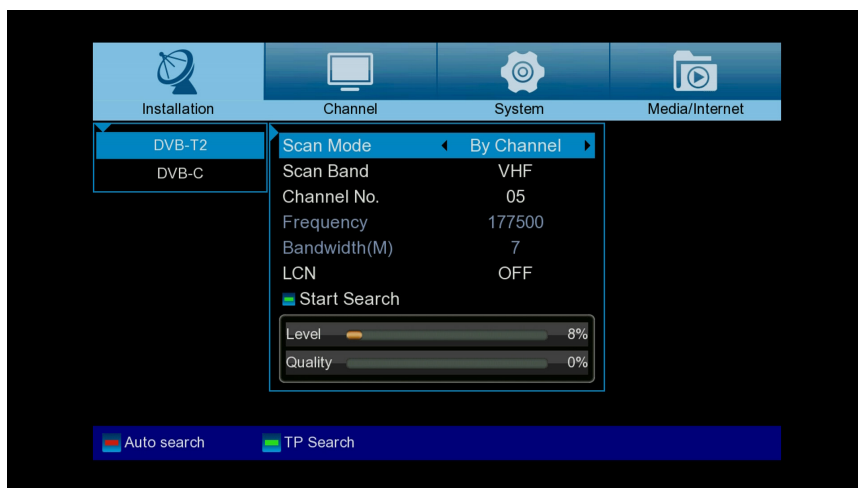 Installation Channel System Media/Internet
DVB-T2
DVB-C
Scan Mode By Channel
Scan Band VHF
Channel No. 05
Frequency 177500
Bandwidth(M) 7
LCN OFF
Start Search
Level 8%
Quality 0%
Auto search TP Search